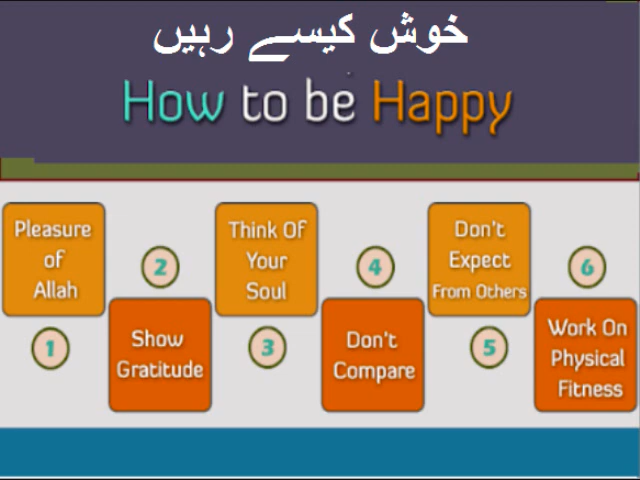 خوش کیسے رہیں
How to be Happy
Pleasure
of
Allah
1
2
Show
Gratitude
Think Of
Your
Soul
3
4
Don't
Compare
Don't
Expect
From Others
5
6
Work On
Physical
Fitness